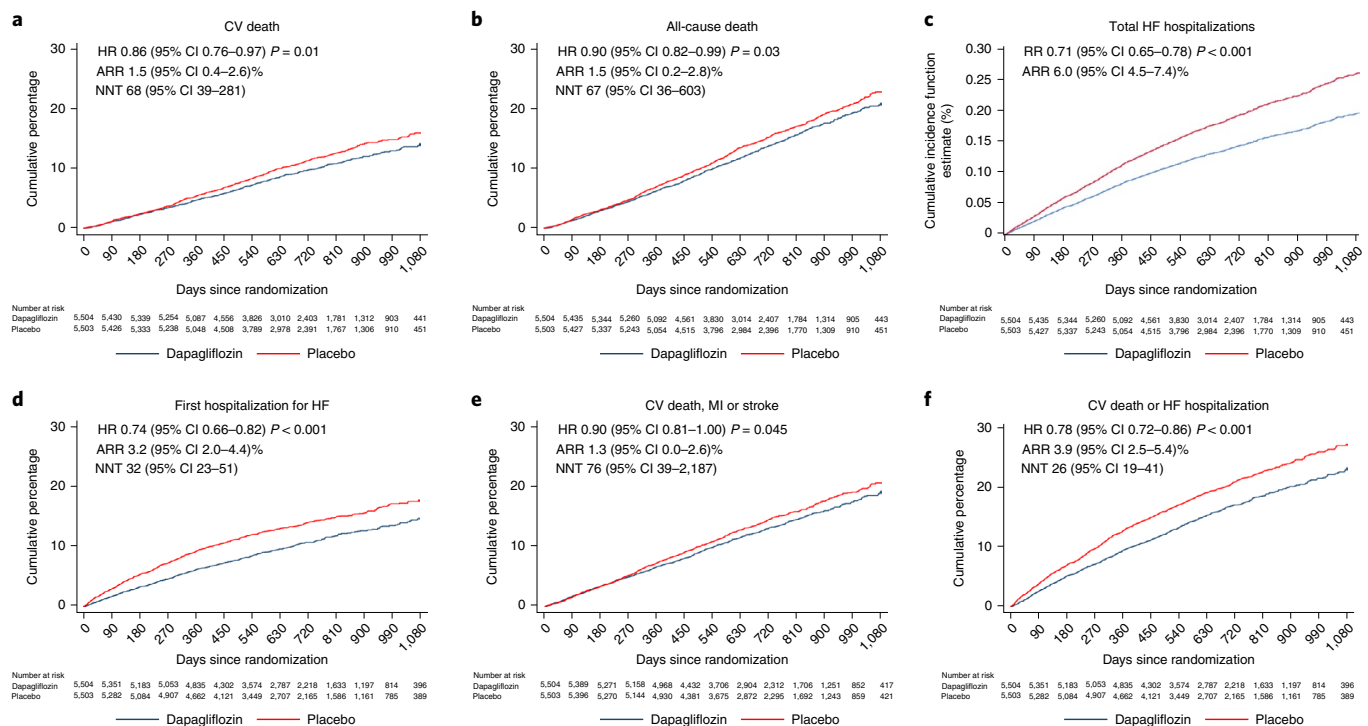 a
CV death
HR 0.86 (95% CI 0.76–0.97) P = 0.01
ARR 1.5 (95% CI 0.4–2.6)%
NNT 68 (95% CI 39–281)
Cumulative percentage
30
20
10
0
0 90 180 270 360 450 540 630 720 810 900 990 1,080
Days since randomization
Number at risk
Dapagliflozin 5,504 5,430 5,339 5,254 5,087 4,556 3,826 3,010 2,403 1,781 1,312 903 441
Placebo 5,503 5,426 5,333 5,238 5,048 4,508 3,789 2,978 2,391 1,767 1,306 910 451
Dapagliflozin Placebo
b
All-cause death
HR 0.90 (95% CI 0.82–0.99) P = 0.03
ARR 1.5 (95% CI 0.2–2.8)%
NNT 67 (95% CI 36–603)
Cumulative percentage
30
20
10
0
0 90 180 270 360 450 540 630 720 810 900 990 1,080
Days since randomization
Number at risk
Dapagliflozin 5,504 5,435 5,344 5,260 5,092 4,561 3,830 3,014 2,407 1,784 1,314 905 443
Placebo 5,503 5,427 5,337 5,243 5,054 4,515 3,796 2,984 2,396 1,770 1,309 910 451
Dapagliflozin Placebo
c
Total HF hospitalizations
RR 0.71 (95% CI 0.65–0.78) P < 0.001
ARR 6.0 (95% CI 4.5–7.4)%
Cumulative incidence function
estimate (%)
0.30
0.25
0.20
0.15
0.10
0.05
0
0 90 180 270 360 450 540 630 720 810 900 990 1,080
Days since randomization
Number at risk
Dapagliflozin 5,504 5,435 5,344 5,260 5,092 4,561 3,830 3,014 2,407 1,784 1,314 905 443
Placebo 5,503 5,427 5,337 5,243 5,054 4,515 3,796 2,984 2,396 1,770 1,309 910 451
Dapagliflozin Placebo
d
First hospitalization for HF
HR 0.74 (95% CI 0.66–0.82) P < 0.001
ARR 3.2 (95% CI 2.0–4.4)%
NNT 32 (95% CI 23–51)
Cumulative percentage
30
20
10
0
0 90 180 270 360 450 540 630 720 810 900 990 1,080
Days since randomization
Number at risk
Dapagliflozin 5,504 5,351 5,183 5,053 4,835 4,302 3,574 2,787 2,218 1,633 1,197 814 396
Placebo 5,503 5,282 5,084 4,907 4,662 4,121 3,449 2,707 2,165 1,586 1,161 785 389
Dapagliflozin Placebo
e
CV death, MI or stroke
HR 0.90 (95% CI 0.81–1.00) P = 0.045
ARR 1.3 (95% CI 0.0–2.6)%
NNT 76 (95% CI 39–2,187)
Cumulative percentage
30
20
10
0
0 90 180 270 360 450 540 630 720 810 900 990 1,080
Days since randomization
Number at risk
Dapagliflozin 5,504 5,389 5,271 5,158 4,968 4,432 3,706 2,904 2,312 1,706 1,251 852 417
Placebo 5,503 5,396 5,270 5,144 4,930 4,381 3,675 2,872 2,295 1,692 1,243 859 421
Dapagliflozin Placebo
f
CV death or HF hospitalization
HR 0.78 (95% CI 0.72–0.86) P < 0.001
ARR 3.9 (95% CI 2.5–5.4)%
NNT 26 (95% CI 19–41)
Cumulative percentage
30
20
10
0
0 90 180 270 360 450 540 630 720 810 900 990 1,080
Days since randomization
Number at risk
Dapagliflozin 5,504 5,351 5,183 5,053 4,835 4,302 3,574 2,787 2,218 1,633 1,197 814 396
Placebo 5,503 5,282 5,084 4,907 4,662 4,121 3,449 2,707 2,165 1,586 1,161 785 389
Dapagliflozin Placebo